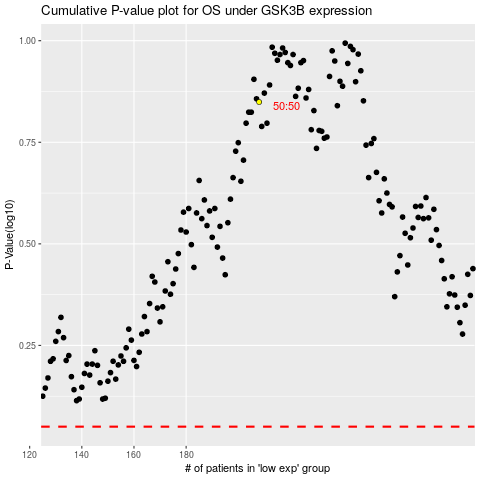 Cumulative P-value plot for OS under GSK3B expression
1.00
50:50
0.75
P-Value(log10)
0.50
0.25
120 140 160 180
# of patients in 'low exp' group